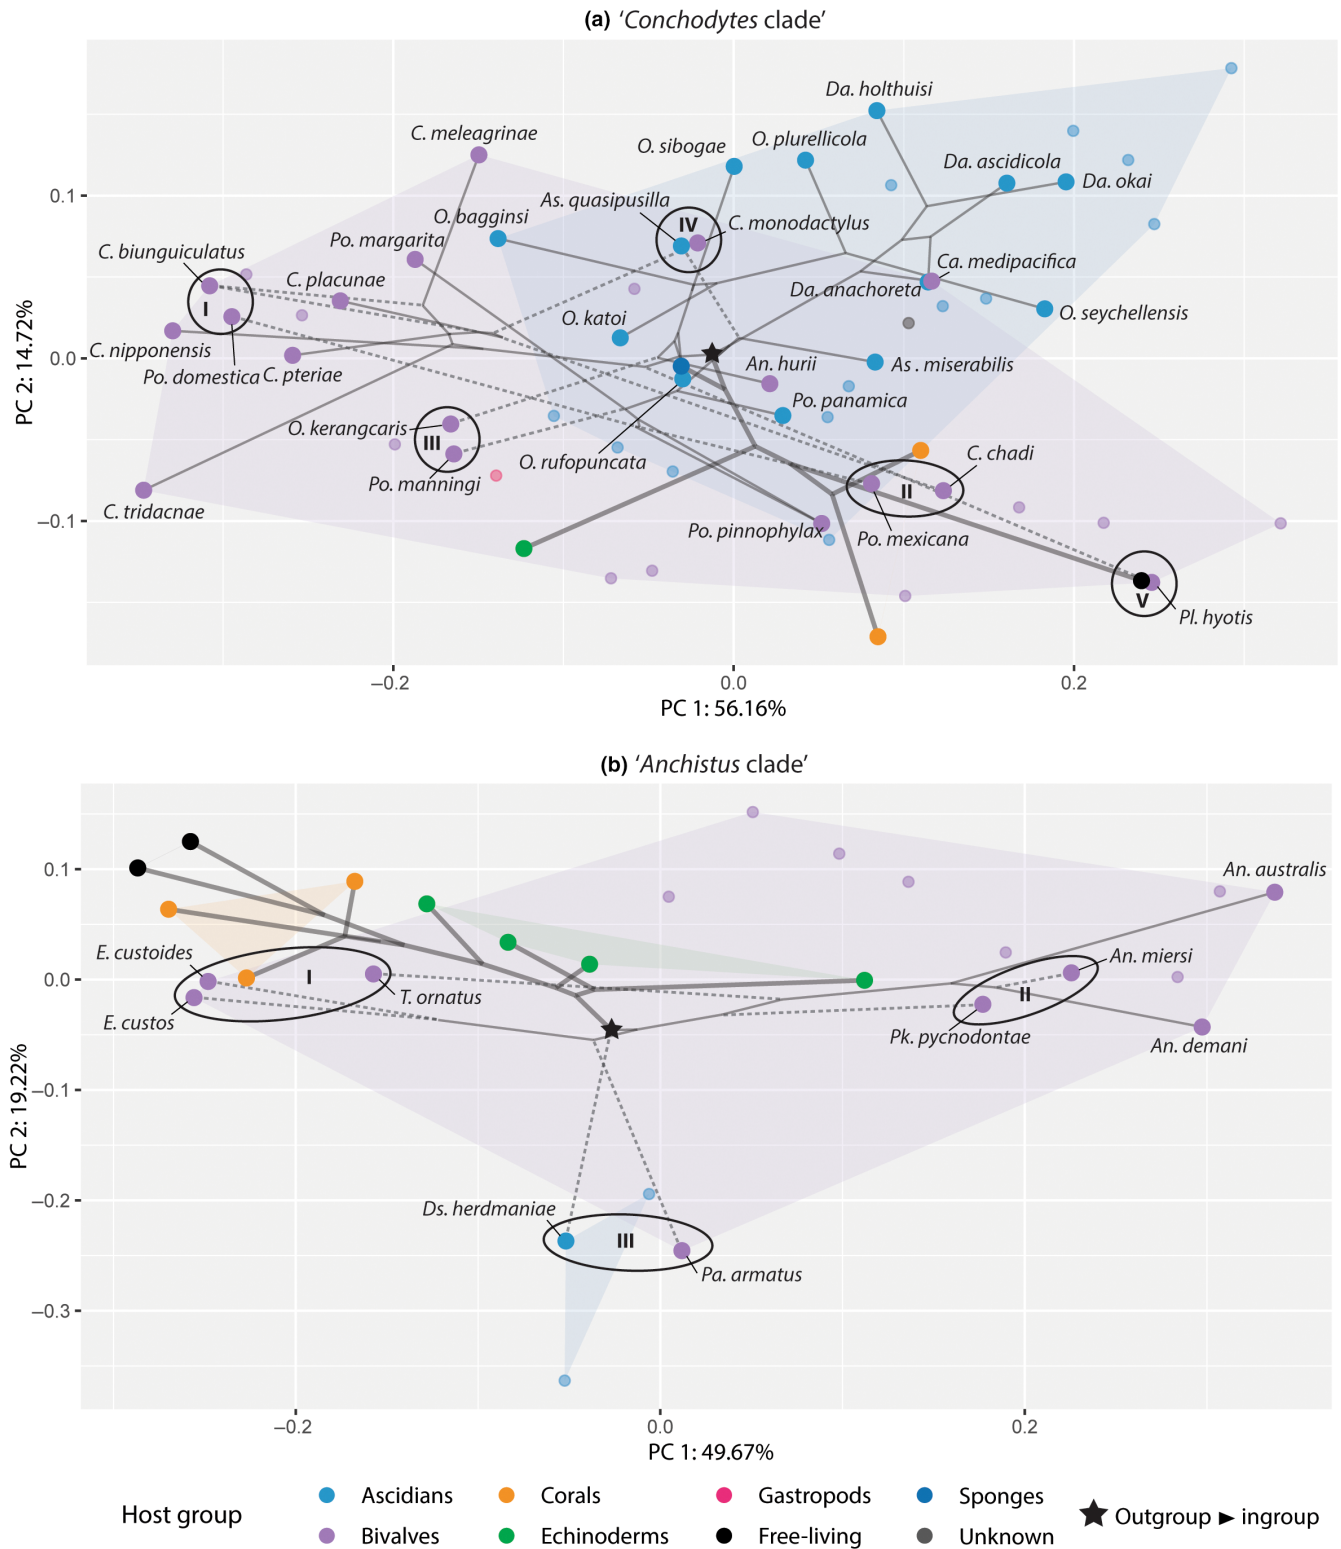 (a) ‘Conchodytes clade’
Da. holthuisi
C. meleagrinae
O. sibogae
O. plurellicola
Da. ascidicola
Da. okai
0.1
As. quasipusilla
IV
C. monodactylus
O. bagginsi
Po. margarita
C. biunguiculatus
C. placunae
Ca. medipacifica
Da. anachoreta
I
O. katoi
O. seychellensis
C. nipponensis
0.0
Po. domestica
C. pteriae
An. hurii
As . miserabilis
Po. panamica
O. kerangcaris
III
O. rufopuncata
C. chadi
Po. manningi
II
C. tridacnae
−0.1
Po. pinnophylax
Po. mexicana
V
Pl. hyotis
PC 2: 14.72%
−0.2
0.0
0.2
PC 1: 56.16%
(b) ‘Anchistus clade’
0.1
An. australis
E. custoides
I
An. miersi
0.0
T. ornatus
II
E. custos
Pk. pycnodontae
An. demani
−0.1
PC 2: 19.22%
−0.2
Ds. herdmaniae
III
Pa. armatus
−0.3
−0.2
0.0
0.2
PC 1: 49.67%
Host group
Ascidians
Corals
Gastropods
Sponges
Outgroup ► ingroup
Bivalves
Echinoderms
Free-living
Unknown